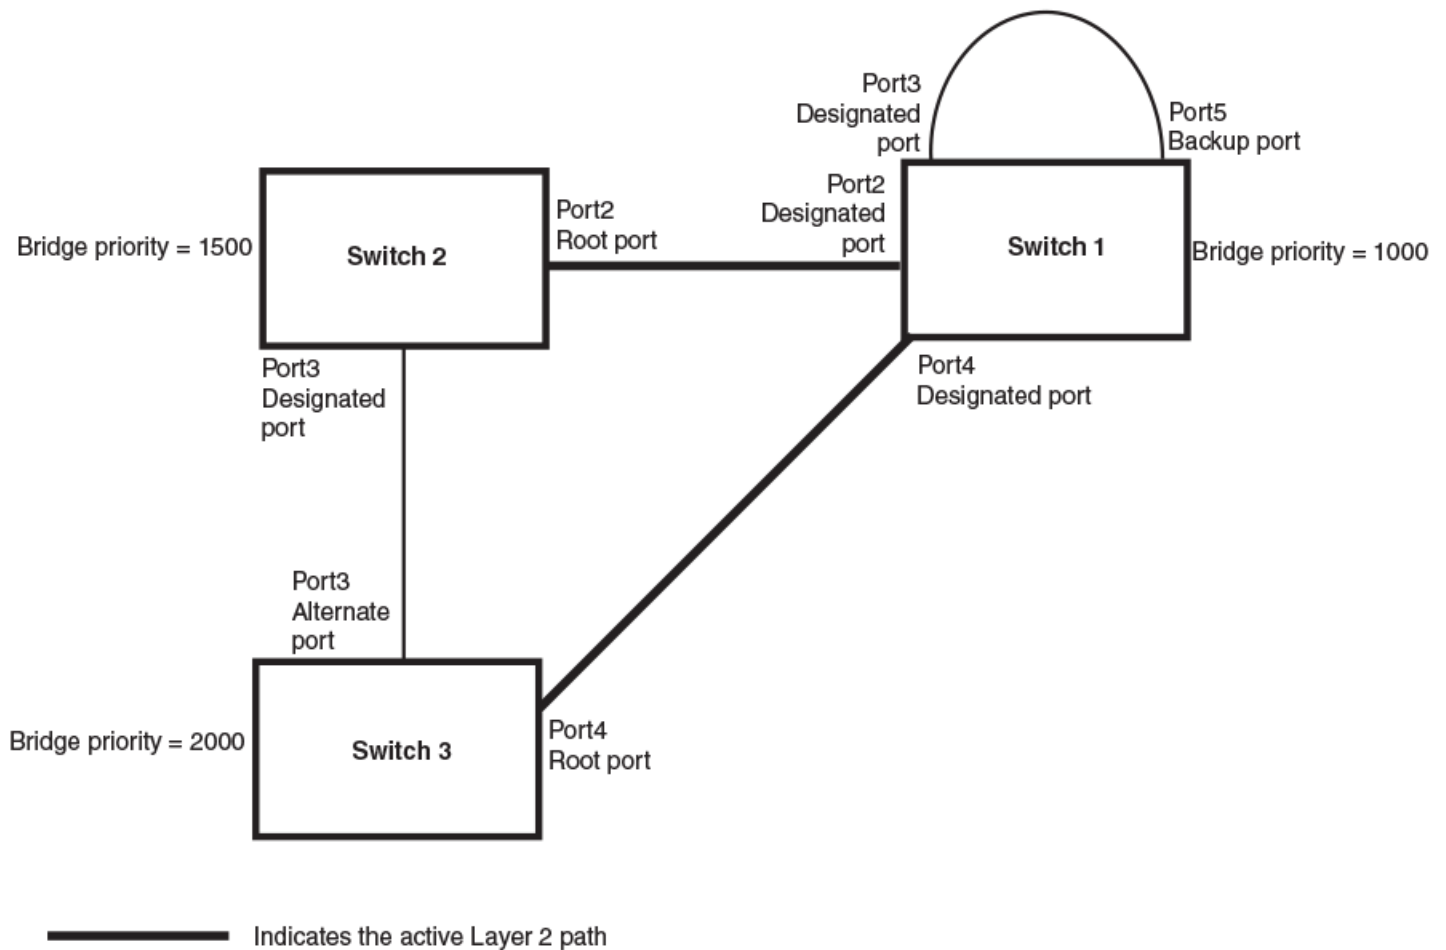 Port3
Designated
port
Port5
Backup port
Port2
Designated
port
Port2
Root port
Bridge priority = 1500
Switch 2
Switch 1
Bridge priority = 1000
Port3
Designated
port
Port4
Designated port
Port3
Alternate
port
Bridge priority = 2000
Switch 3
Port4
Root port
Indicates the active Layer 2 path